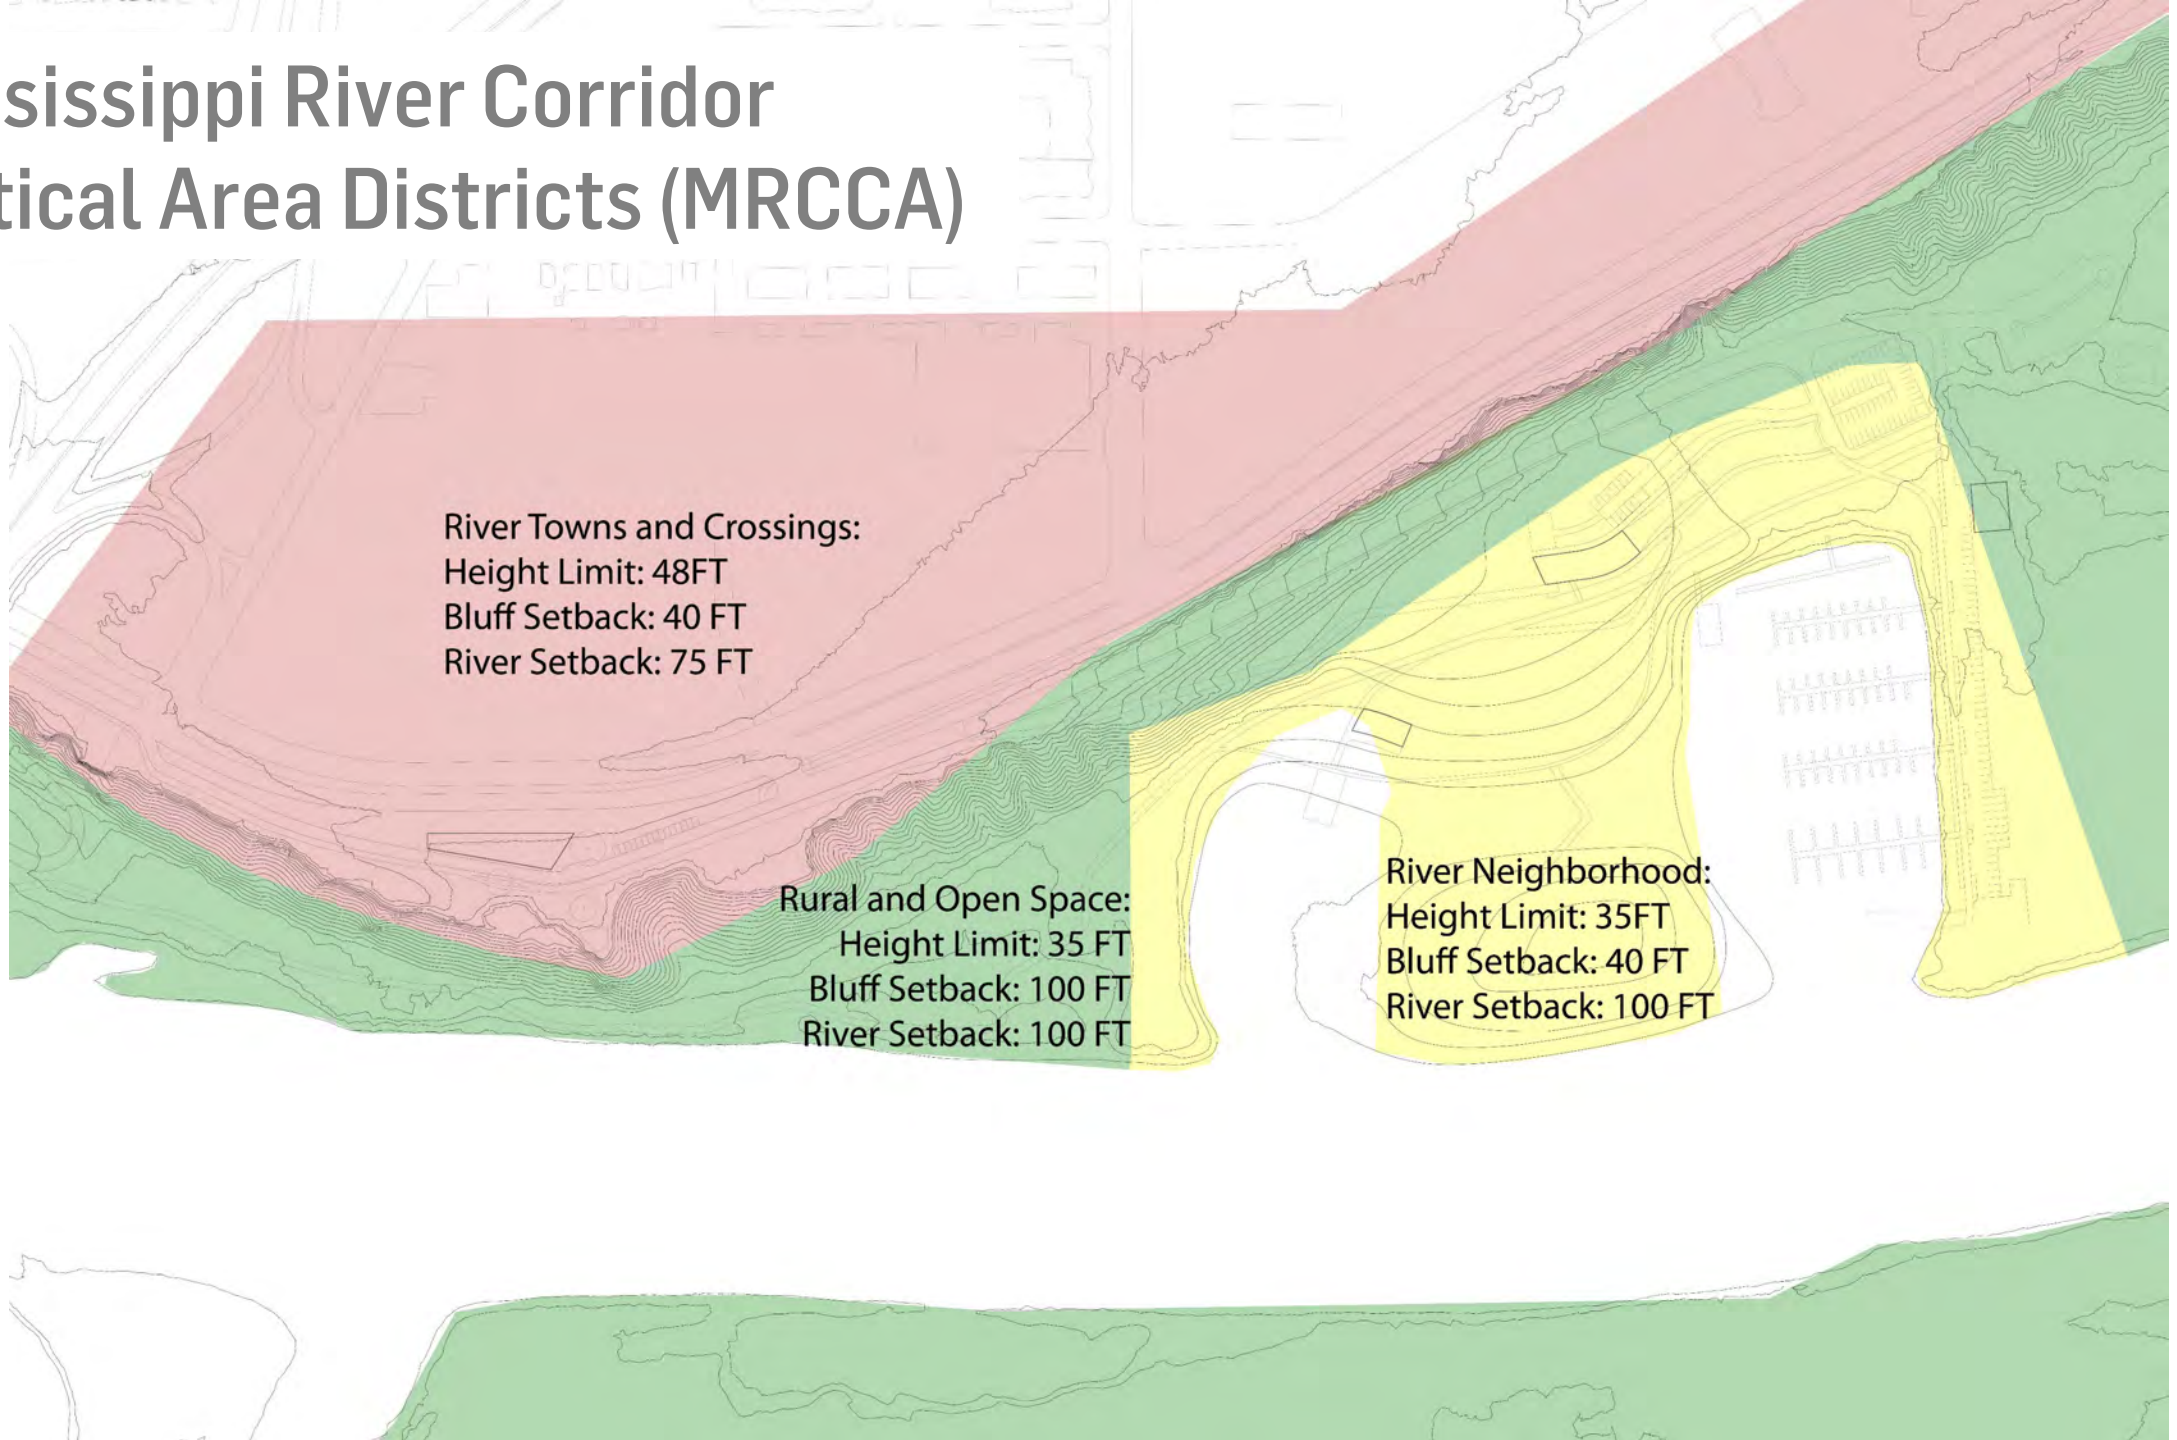 sissippi River Corridor
tical Area Districts (MRCCA)
River Towns and Crossings:
Height Limit: 48FT
Bluff Setback: 40 FT
River Setback: 75 FT
Rural and Open Space:
Height Limit: 35 FT
Bluff Setback: 100 FT
River Setback: 100 FT
River Neighborhood:
Height Limit: 35FT
Bluff Setback: 40 FT
River Setback: 100 FT